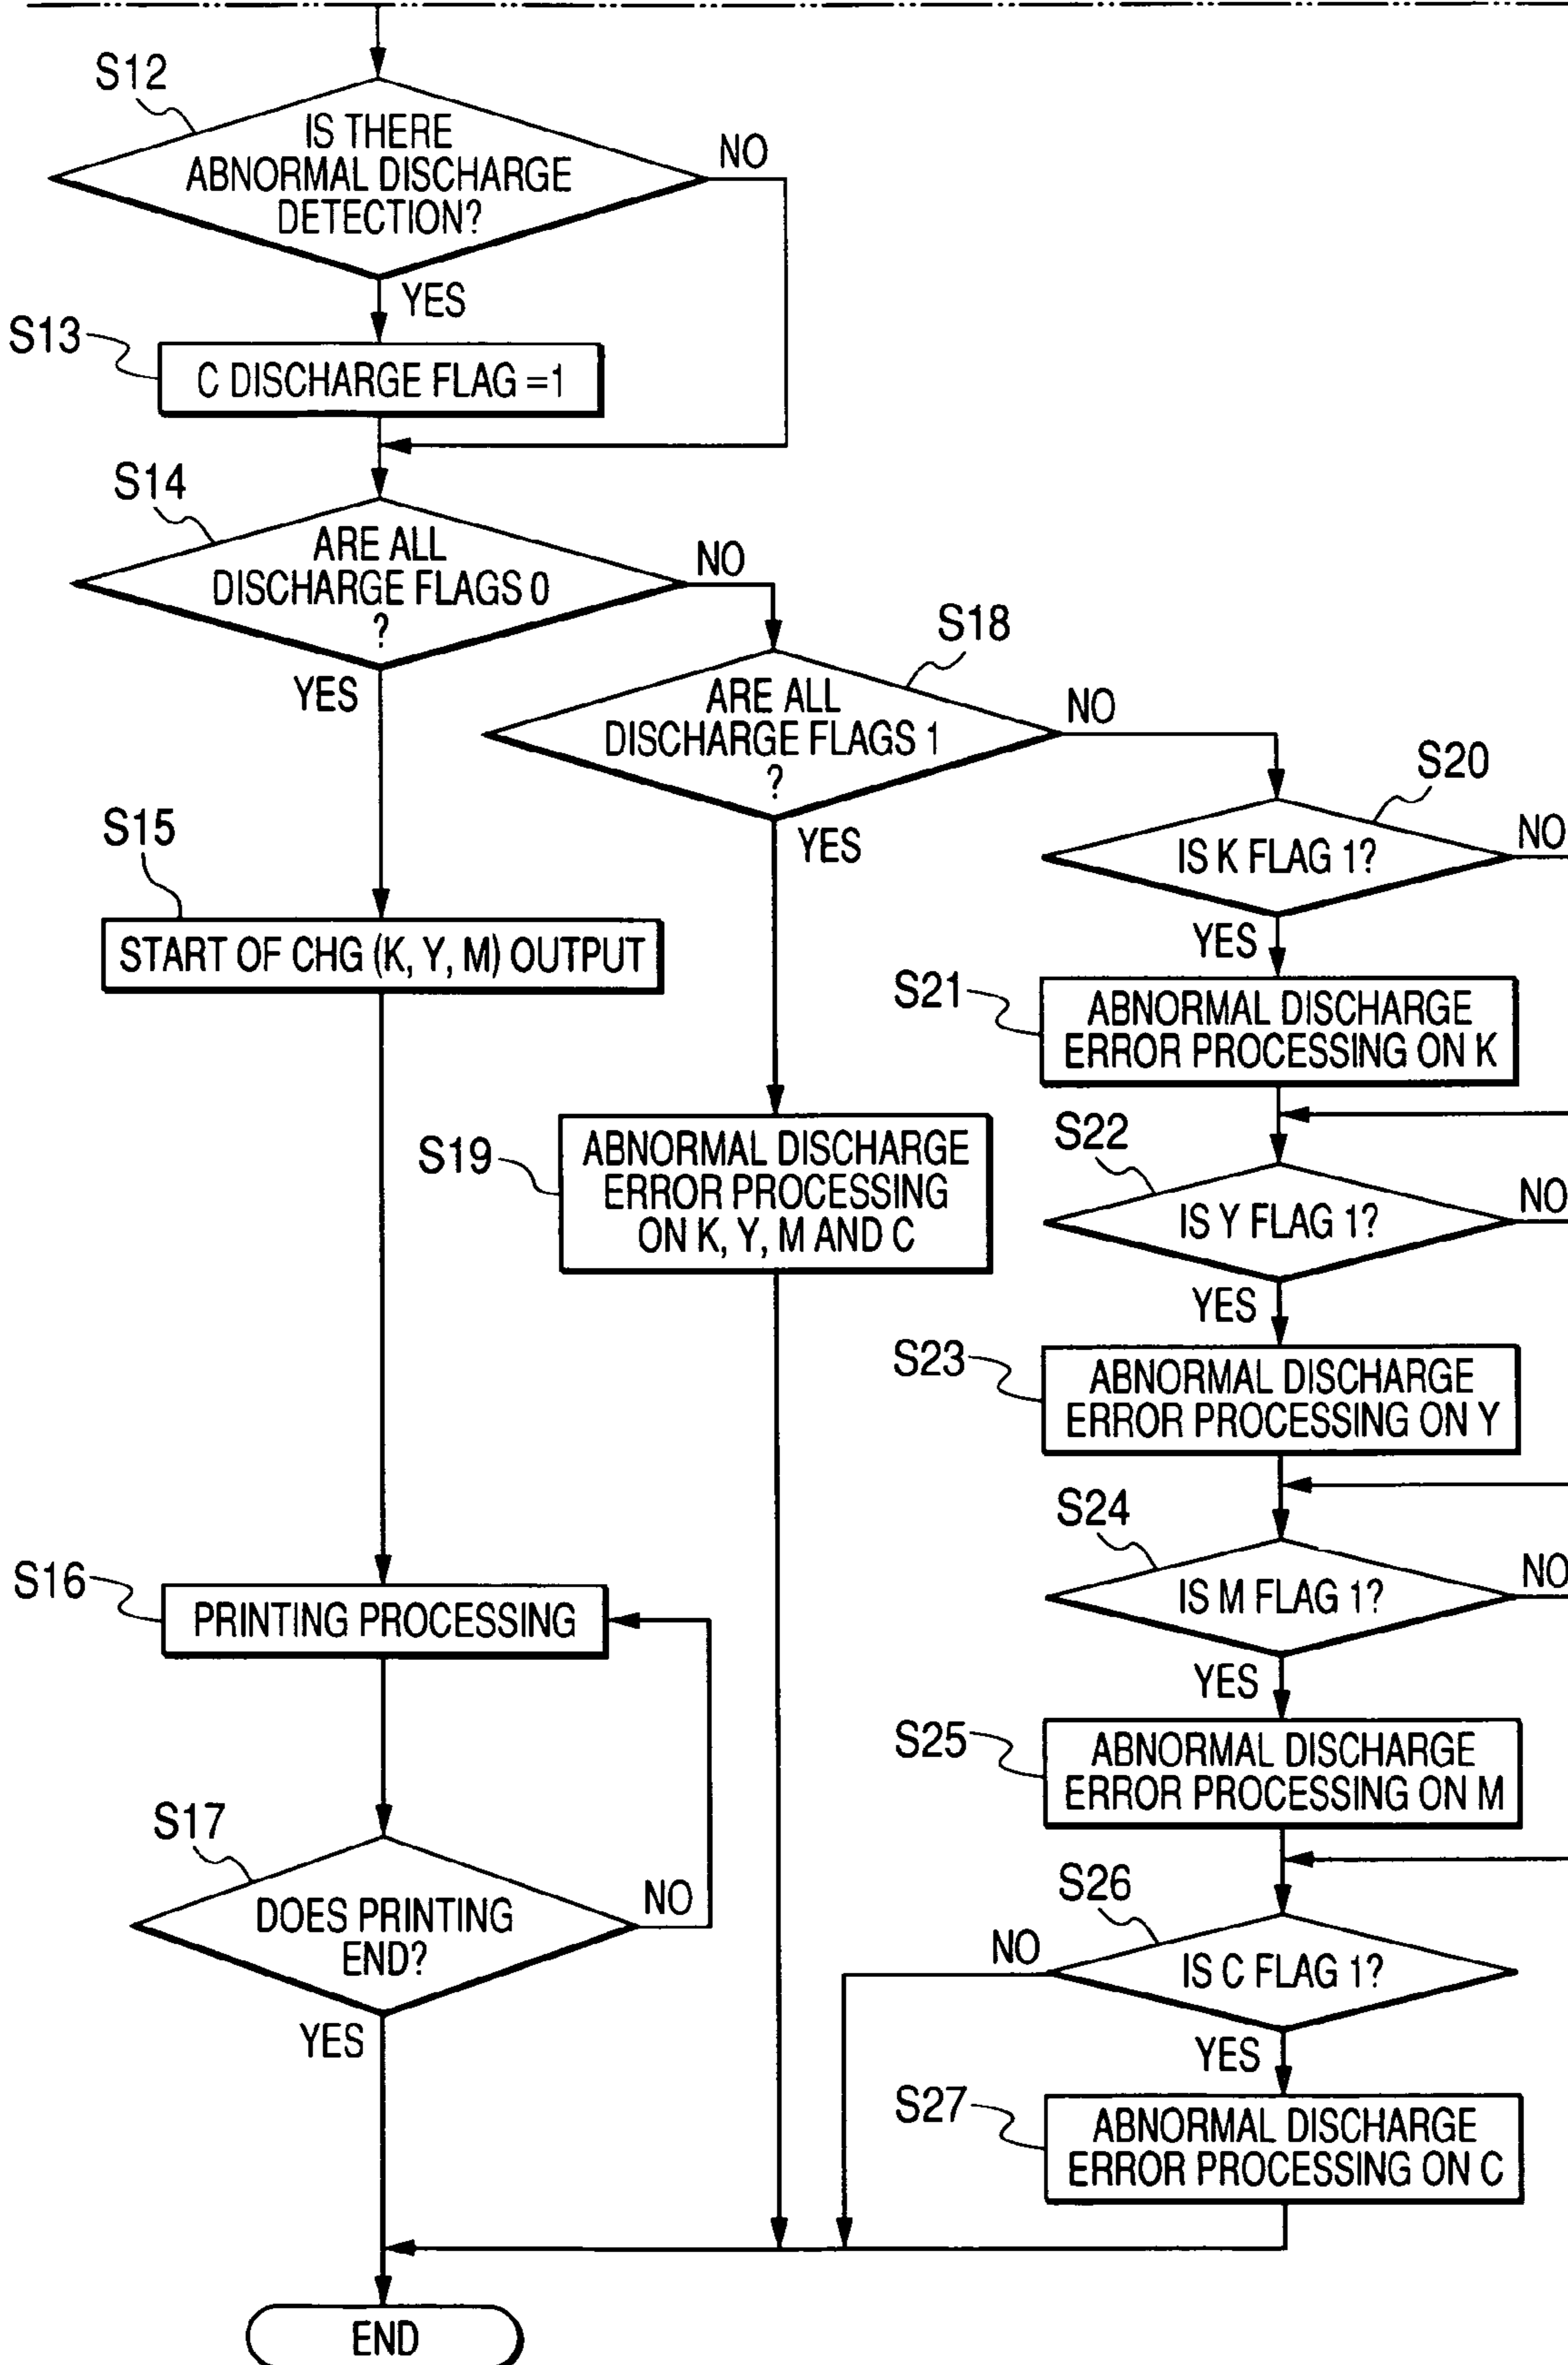 S12
IS THERE
ABNORMAL DISCHARGE
DETECTION?
NO
YES
S13
C DISCHARGE FLAG =1
S14
ARE ALL
DISCHARGE FLAGS 0
?
NO
YES
S15
START OF CHG (K, Y, M) OUTPUT
S16
PRINTING PROCESSING
S17
DOES PRINTING
END?
NO
YES
END
S18
ARE ALL
DISCHARGE FLAGS 1
?
NO
YES
S19
ABNORMAL DISCHARGE
ERROR PROCESSING
ON K, Y, M AND C
S20
IS K FLAG 1?
NO
YES
S21
ABNORMAL DISCHARGE
ERROR PROCESSING ON K
S22
IS Y FLAG 1?
NO
YES
S23
ABNORMAL DISCHARGE
ERROR PROCESSING ON Y
S24
IS M FLAG 1?
NO
YES
S25
ABNORMAL DISCHARGE
ERROR PROCESSING ON M
S26
NO
IS C FLAG 1?
YES
S27
ABNORMAL DISCHARGE
ERROR PROCESSING ON C